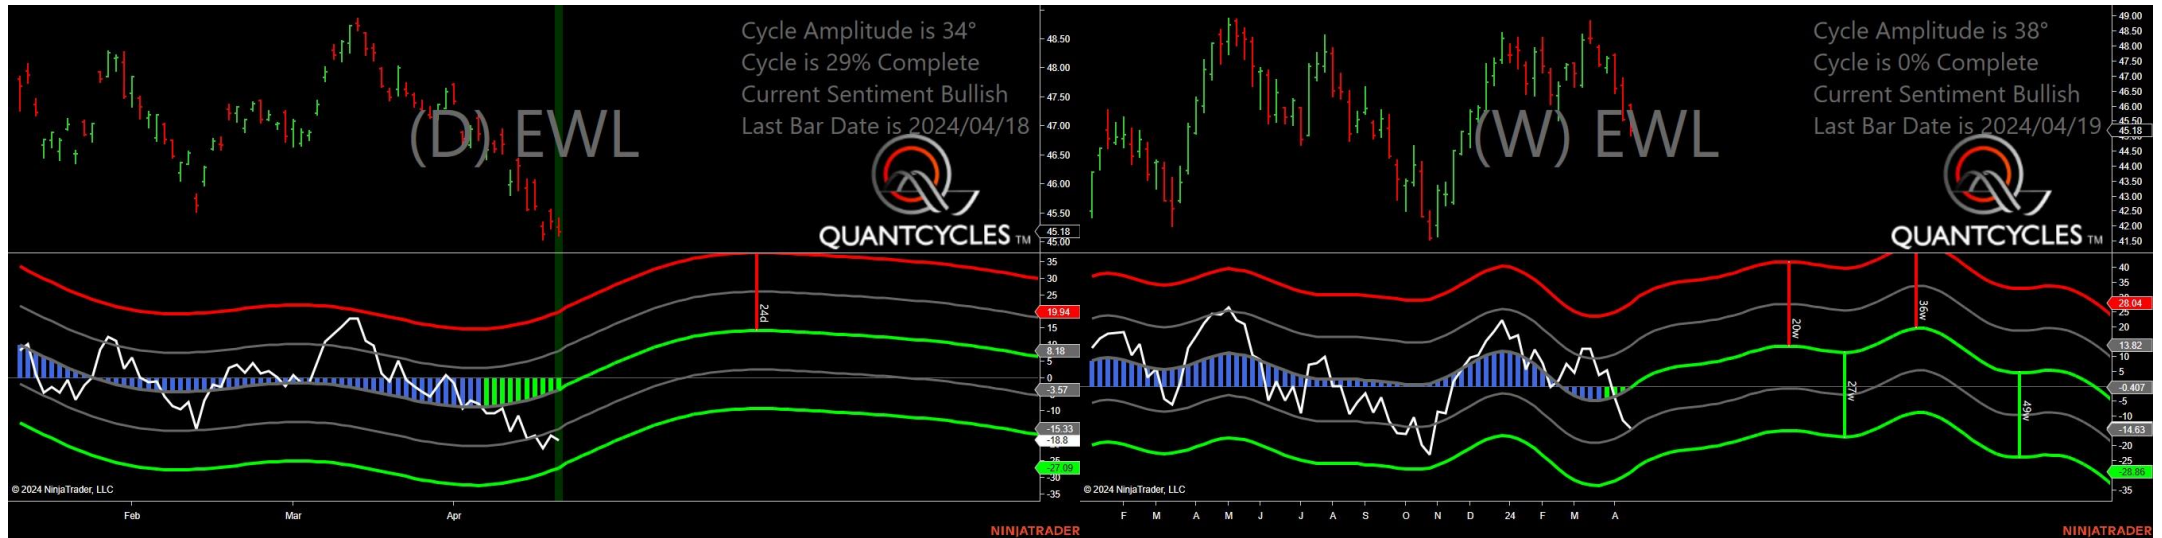 Cycle Amplitude is 34°
Cycle is 29% Complete
Current Sentiment Bullish
Last Bar Date is 2024/04/18
(D) EWL
QUANTCYCLES TM
48.50
48.00
47.50
47.00
46.50
46.00
45.50
45.18
45.00
35
30
25
19.94
15
8.18
5
0
-3.57
-10
-15.33
-18.8
-27.09
-30
-35
24d
© 2024 NinjaTrader, LLC
Feb
Mar
Apr
NINJATRADER
Cycle Amplitude is 38°
Cycle is 0% Complete
Current Sentiment Bullish
Last Bar Date is 2024/04/19
(W) EWL
QUANTCYCLES TM
49.00
48.50
48.00
47.50
47.00
46.50
46.00
45.50
45.18
44.50
44.00
43.50
43.00
42.50
42.00
41.50
40
35
28.04
25
20
13.82
10
5
-0.407
-5
-10
-14.63
-20
-25
-28.86
-35
20w
27w
36w
49w
© 2024 NinjaTrader, LLC
F
M
A
M
J
J
A
S
O
N
D
24
F
M
A
NINJATRADER